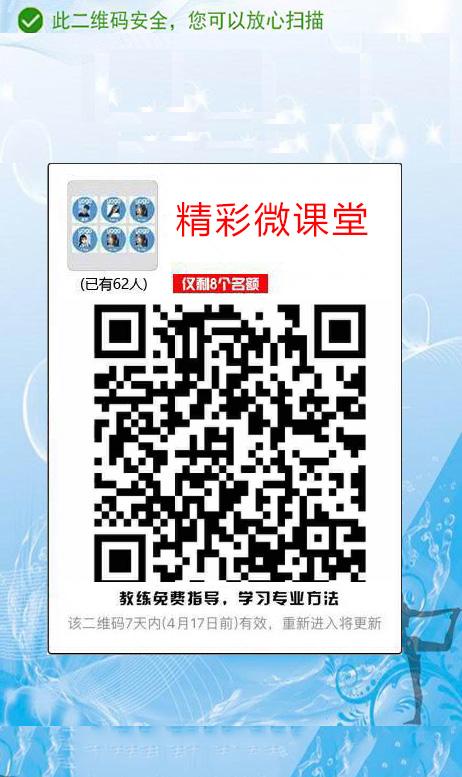 此二维码安全，您可以放心扫描
精彩微课堂
(已有62人)
仅剩8个名额
教练免费指导，学习专业方法
该二维码7天内(4月17日前)有效，重新进入将更新